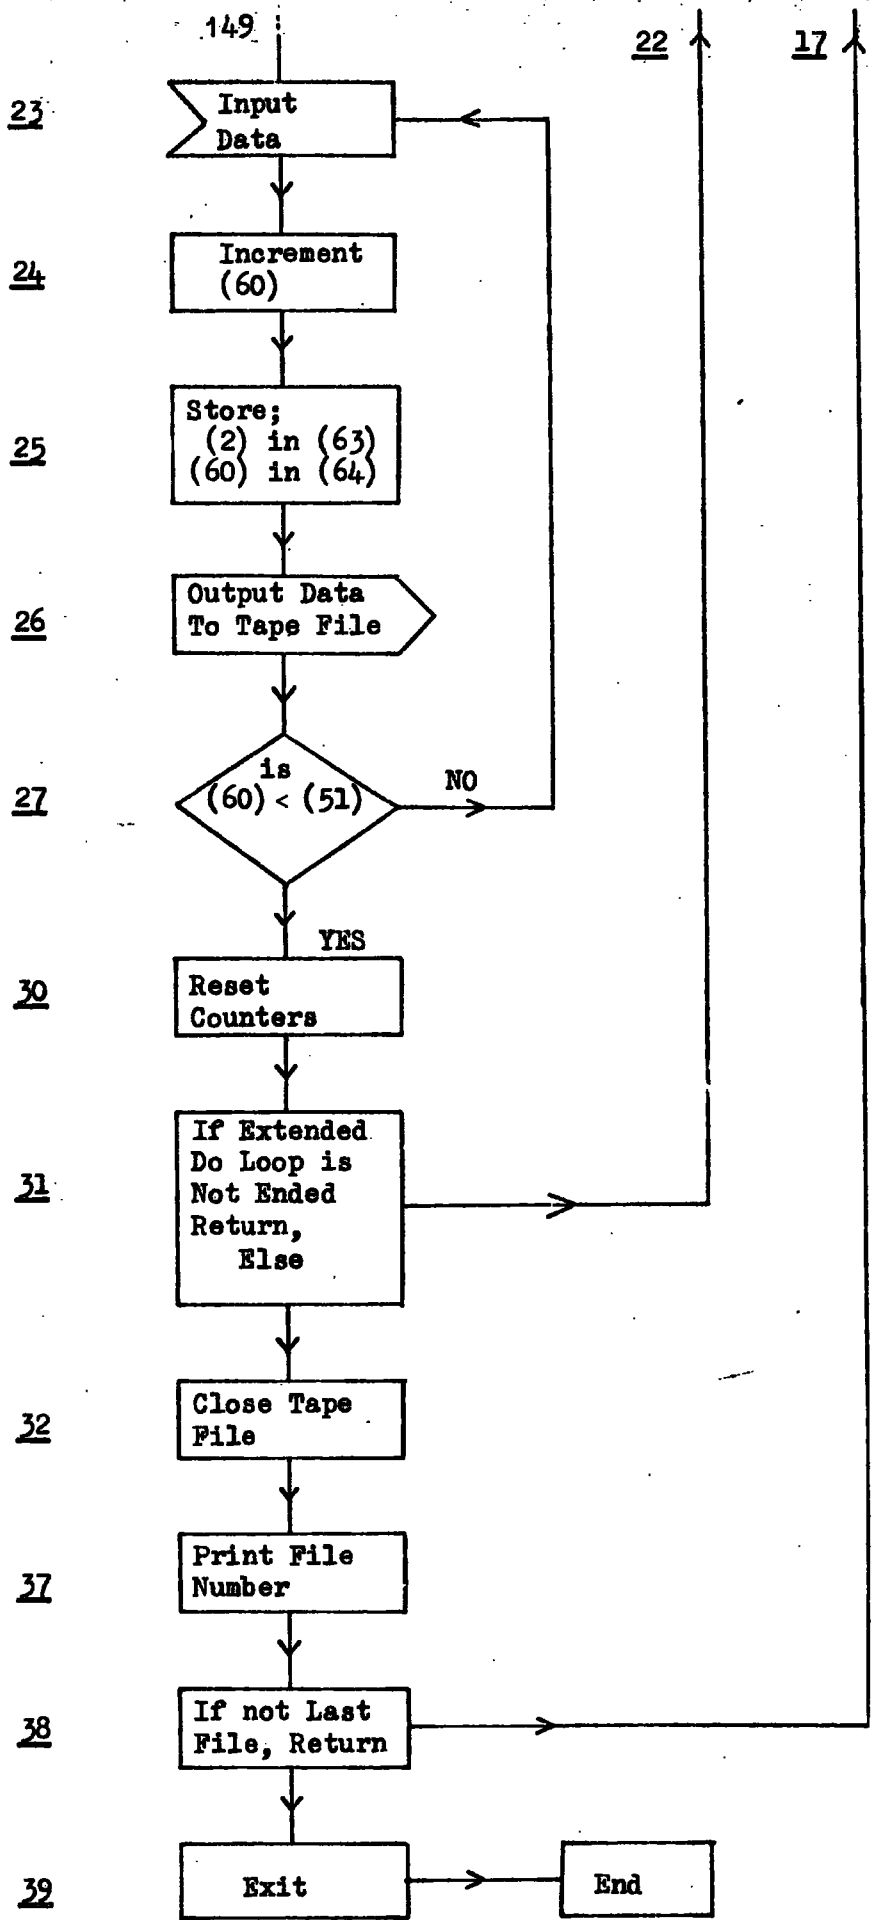 149
22
17
23
Input
Data
24
Increment
(60)
25
Store;
(2) in (63)
(60) in (64)
26
Output Data
To Tape File
27
is
(60) < (51)
NO
YES
30
Reset
Counters
31
If Extended
Do Loop is
Not Ended
Return,
Else
32
Close Tape
File
37
Print File
Number
38
If not Last
File, Return
39
Exit
End